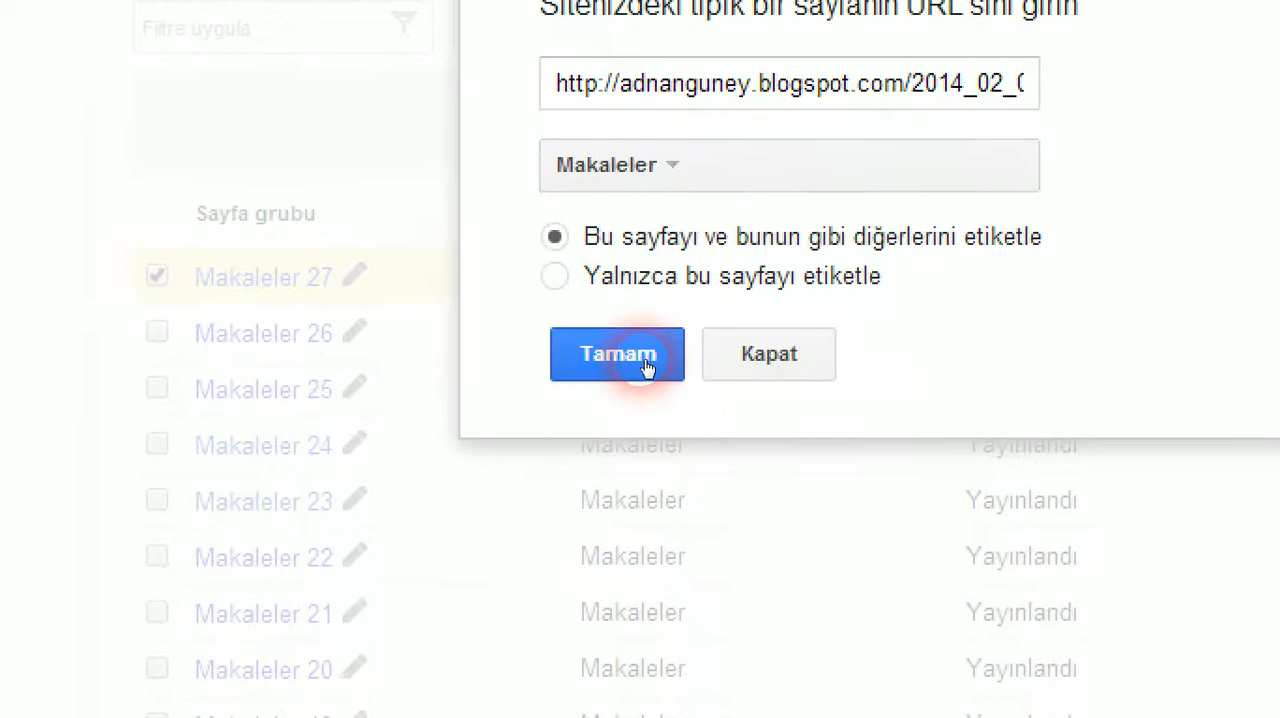 Sitenizdeki tipik bir sayfanın URL'sini girin
Filtre uygula
http://adnanguney.blogspot.com/2014_02_0
Makaleler
Sayfa grubu
Bu sayfayı ve bunun gibi diğerlerini etiketle
Yalnızca bu sayfayı etiketle
Makaleler 27
Makaleler 26
Tamam Kapat
Makaleler 25
Makaleler 24 Makaleler Yayınlandı
Makaleler 23 Makaleler Yayınlandı
Makaleler 22 Makaleler Yayınlandı
Makaleler 21 Makaleler Yayınlandı
Makaleler 20 Makaleler Yayınlandı